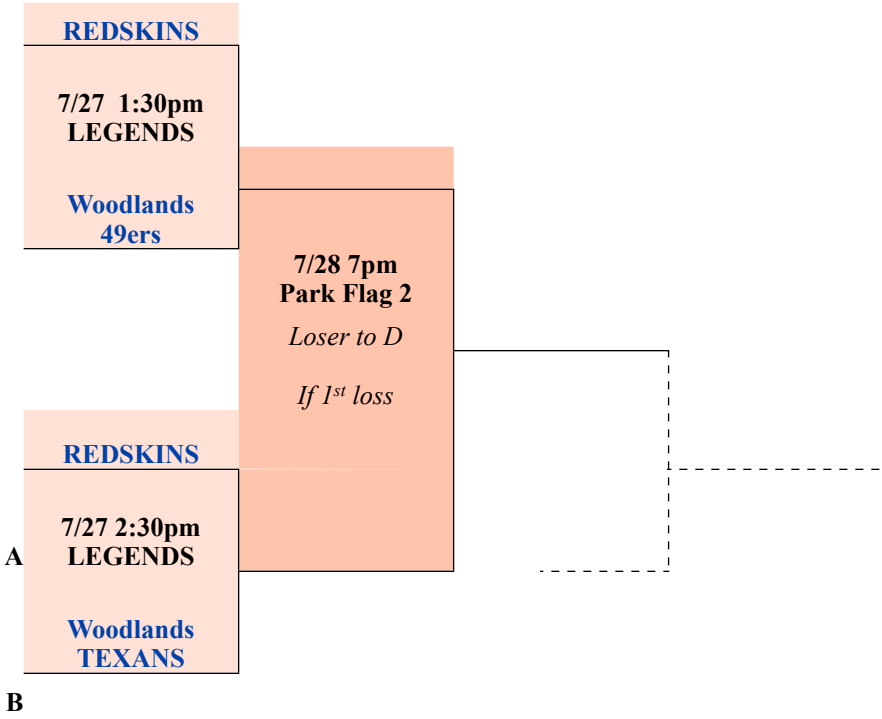 REDSKINS
7/27 1:30pm
LEGENDS
Woodlands
49ers
7/28 7pm
Park Flag 2
Loser to D
If 1st loss
REDSKINS
7/27 2:30pm
A LEGENDS
Woodlands
TEXANS
B